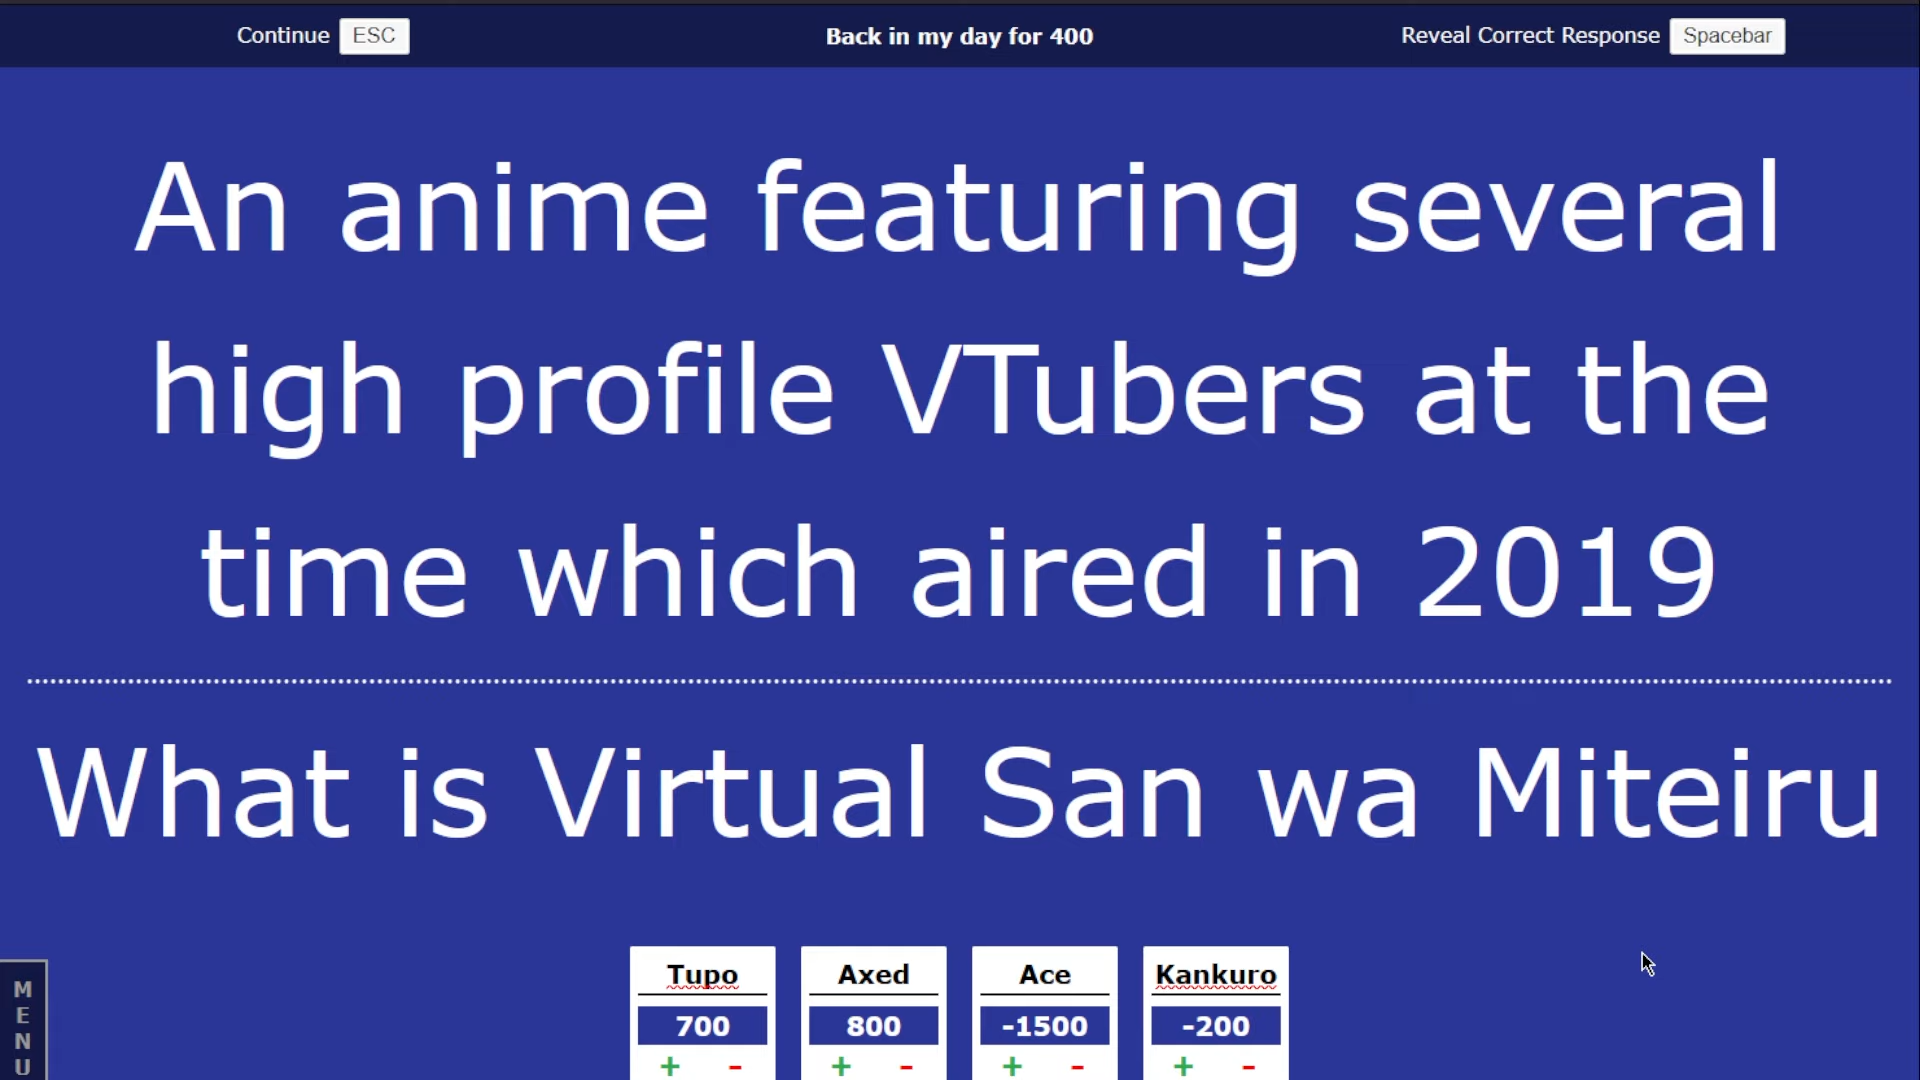 Continue ESC
Back in my day for 400
Reveal Correct Response Spacebar
An anime featuring several
high profile VTubers at the
time which aired in 2019
What is Virtual San wa Miteiru
MENU
Tupo Axed Ace Kankuro
700 800 -1500 -200
+ - + - + - + -